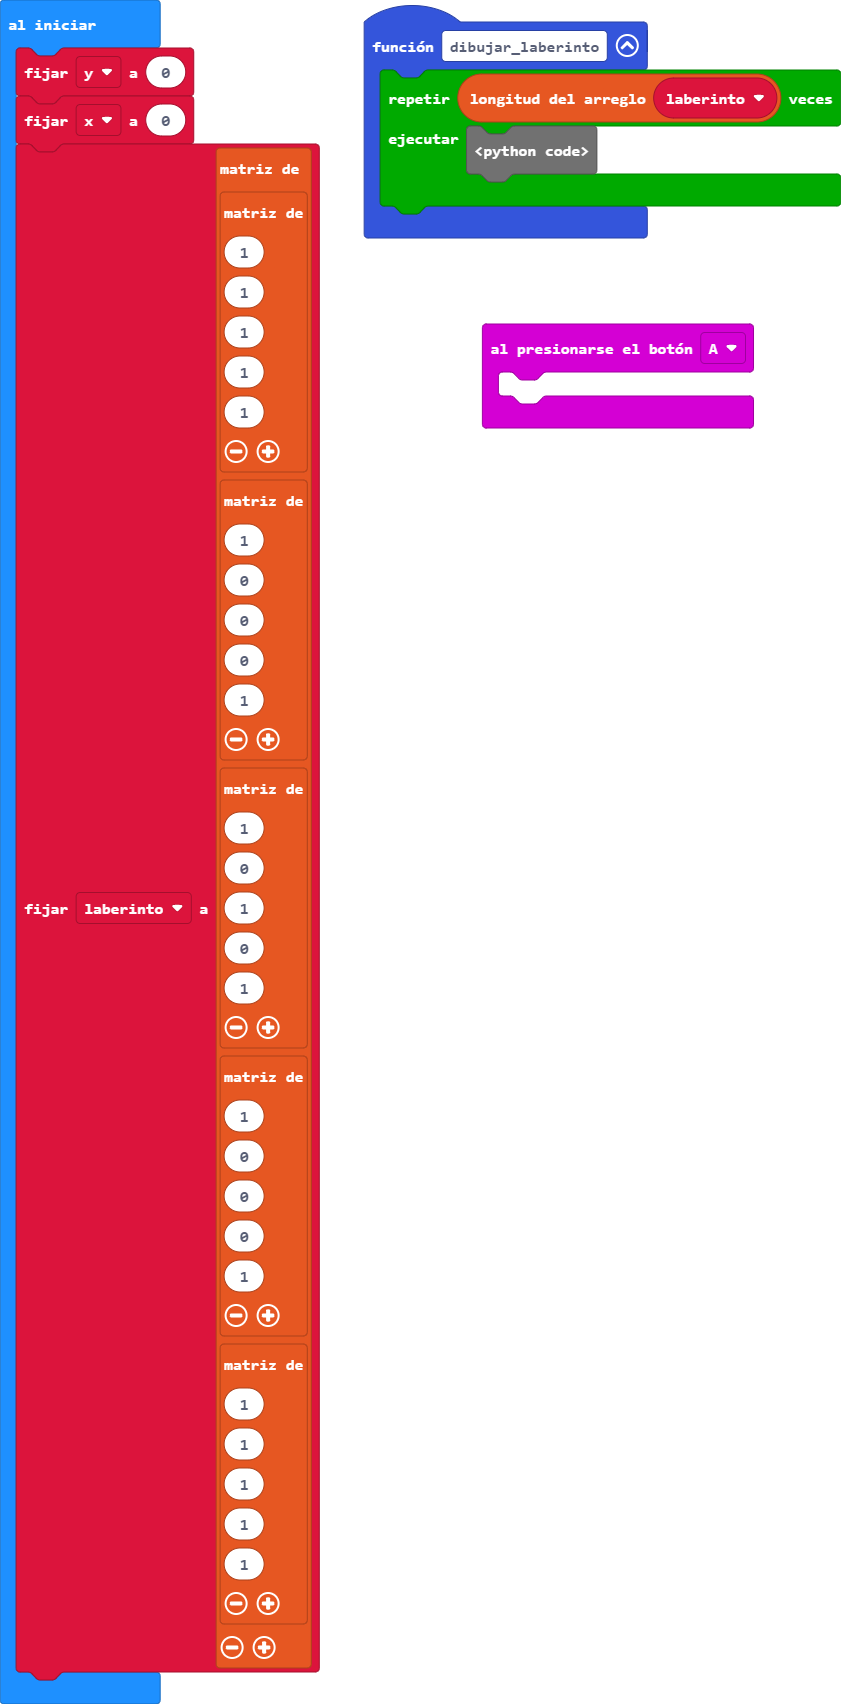 al iniciar
fijar y a 0
fijar x a 0
fijar laberinto a
matriz de
matriz de
1
1
1
1
1
matriz de
1
0
0
0
1
matriz de
1
0
1
0
1
matriz de
1
0
0
0
1
matriz de
1
1
1
1
1
función dibujar_laberinto
repetir longitud del arreglo laberinto veces
ejecutar <python code>
al presionarse el botón A